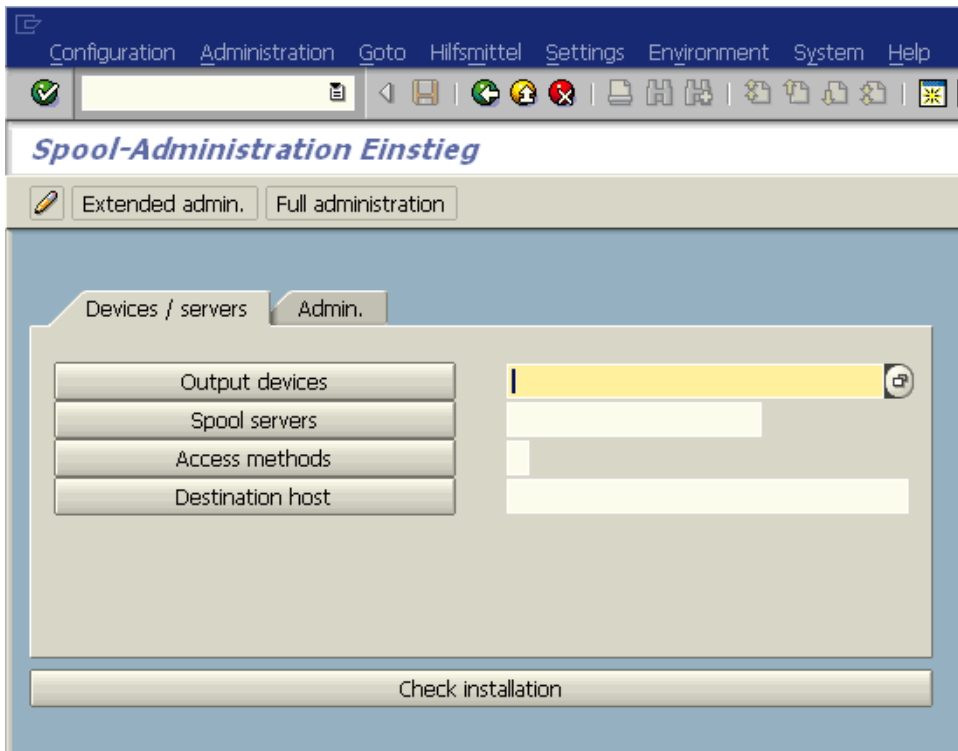 Configuration Administration Goto Hilfsmittel Settings Environment System Help
Spool-Administration Einstieg
Extended admin. Full administration
Devices / servers Admin.
Output devices
Spool servers
Access methods
Destination host
Check installation